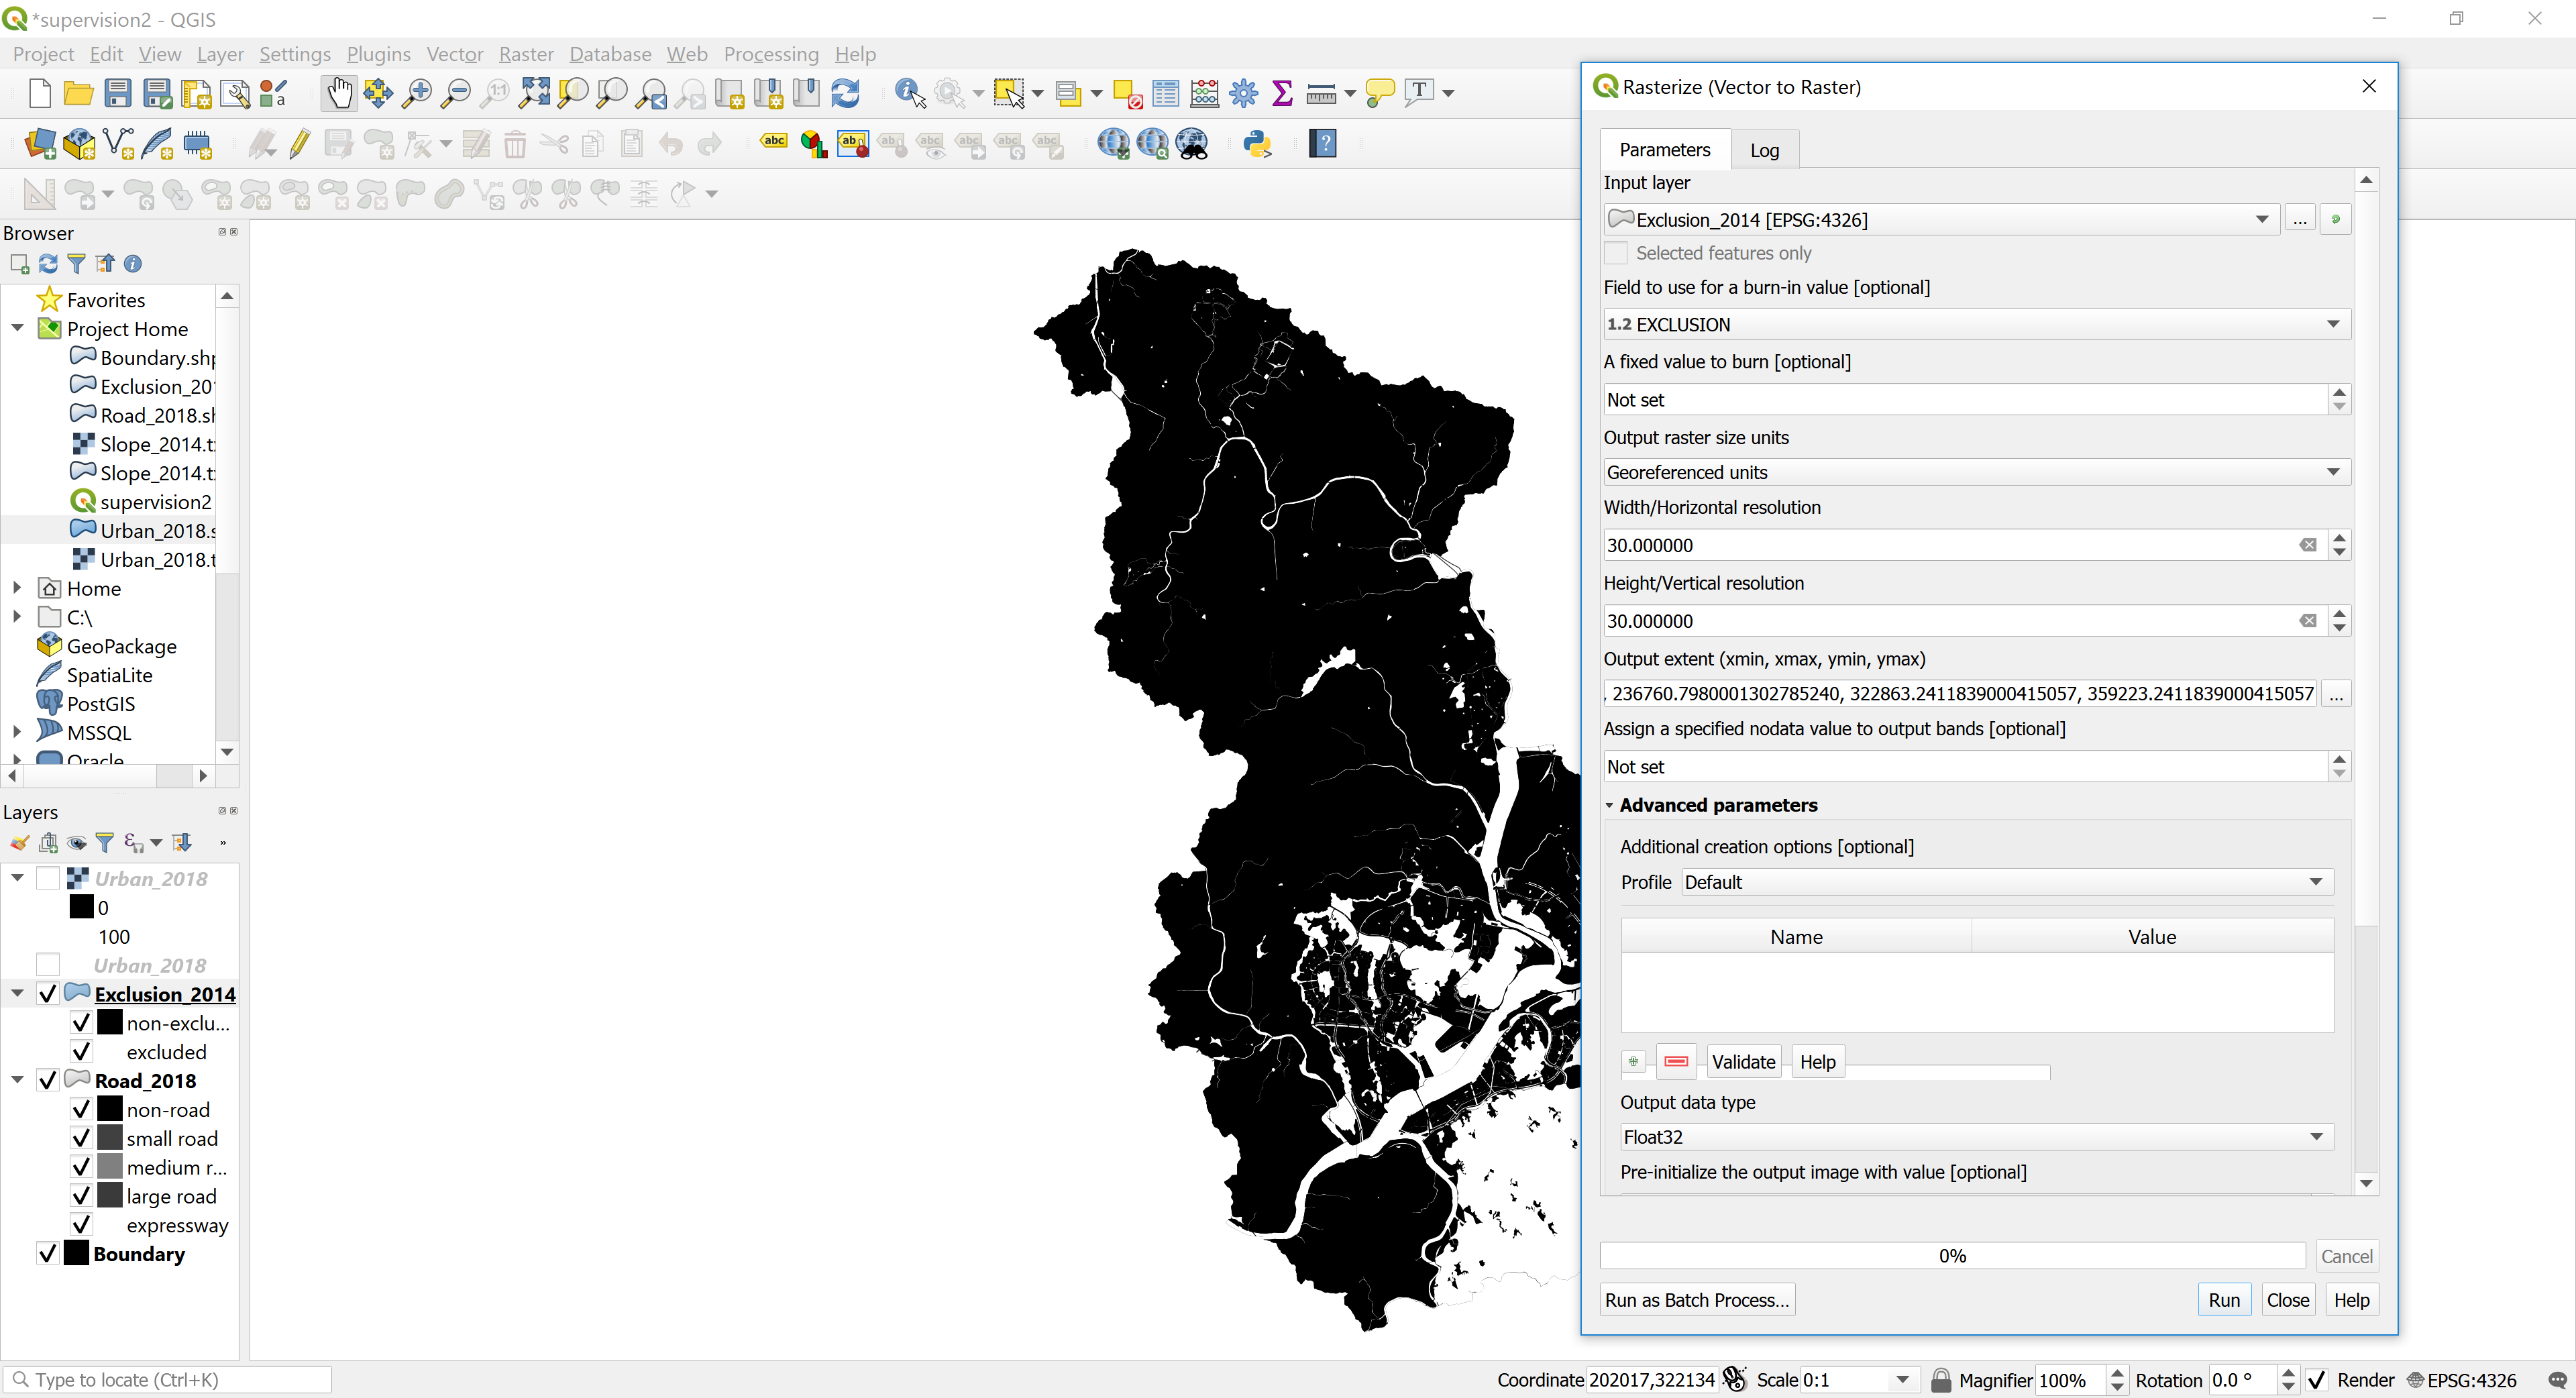 *supervision2 - QGIS
Project Edit View Layer Settings Plugins Vector Raster Database Web Processing Help
Browser
Favorites
Project Home
Boundary.shp
Exclusion_201
Road_2018.sh
Slope_2014.tx
Slope_2014.tx
supervision2
Urban_2018.s
Urban_2018.t
Home
C:\
GeoPackage
SpatiaLite
PostGIS
MSSQL
Oracle
Layers
Urban_2018
0
100
Urban_2018
Exclusion_2014
non-exclu...
excluded
Road_2018
non-road
small road
medium r...
large road
expressway
Boundary
Rasterize (Vector to Raster)
Parameters Log
Input layer
Exclusion_2014 [EPSG:4326] ...
Selected features only
Field to use for a burn-in value [optional]
1.2 EXCLUSION
A fixed value to burn [optional]
Not set
Output raster size units
Georeferenced units
Width/Horizontal resolution
30.000000
Height/Vertical resolution
30.000000
Output extent (xmin, xmax, ymin, ymax)
, 236760.7980001302785240, 322863.2411839000415057, 359223.2411839000415057 ...
Assign a specified nodata value to output bands [optional]
Not set
Advanced parameters
Additional creation options [optional]
Profile Default
Name Value
Validate Help
Output data type
Float32
Pre-initialize the output image with value [optional]
0% Cancel
Run as Batch Process... Run Close Help
Type to locate (Ctrl+K) Coordinate 202017,322134 Scale 0:1 Magnifier 100% Rotation 0.0 ° Render EPSG:4326